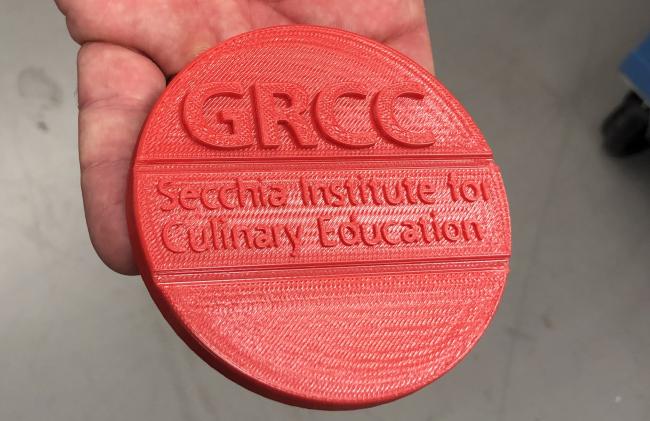 GRCC
Secchia Institute for
Culinary Education